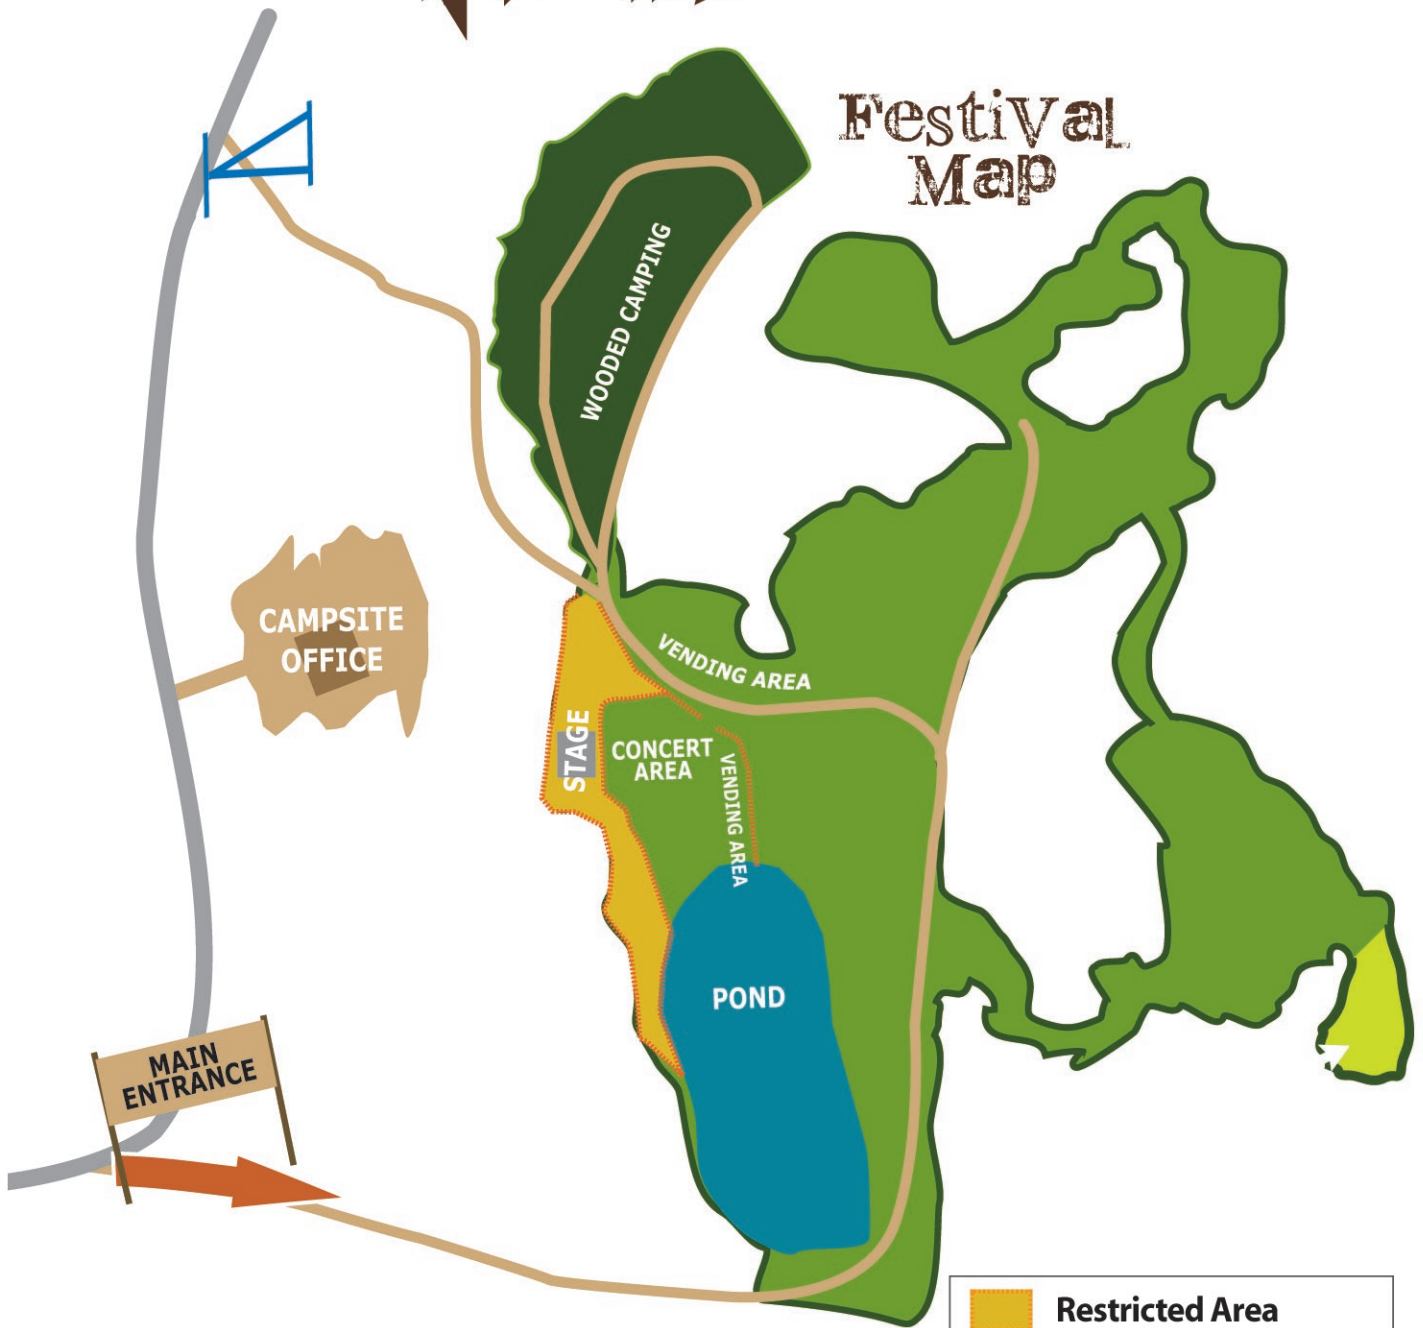 Festival
Map
WOODED CAMPING
CAMPSITE
OFFICE
VENDING AREA
STAGE
CONCERT
AREA
VENDING AREA
POND
MAIN
ENTRANCE
Restricted Area